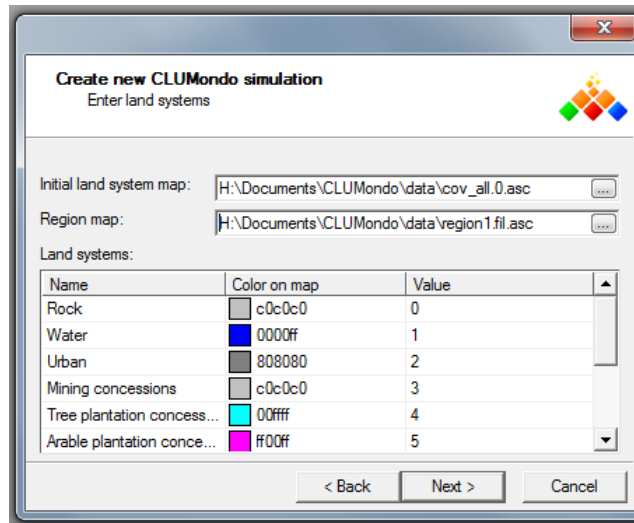 Create new CLUMondo simulation
Enter land systems
Initial land system map: H:\Documents\CLUMondo\data\cov_all.0.asc ...
Region map: H:\Documents\CLUMondo\data\region1.fil.asc ...
Land systems:
Name Color on map Value
Rock c0c0c0 0
Water 0000ff 1
Urban 808080 2
Mining concessions c0c0c0 3
Tree plantation concess... 00ffff 4
Arable plantation conce... ff00ff 5
< Back Next > Cancel